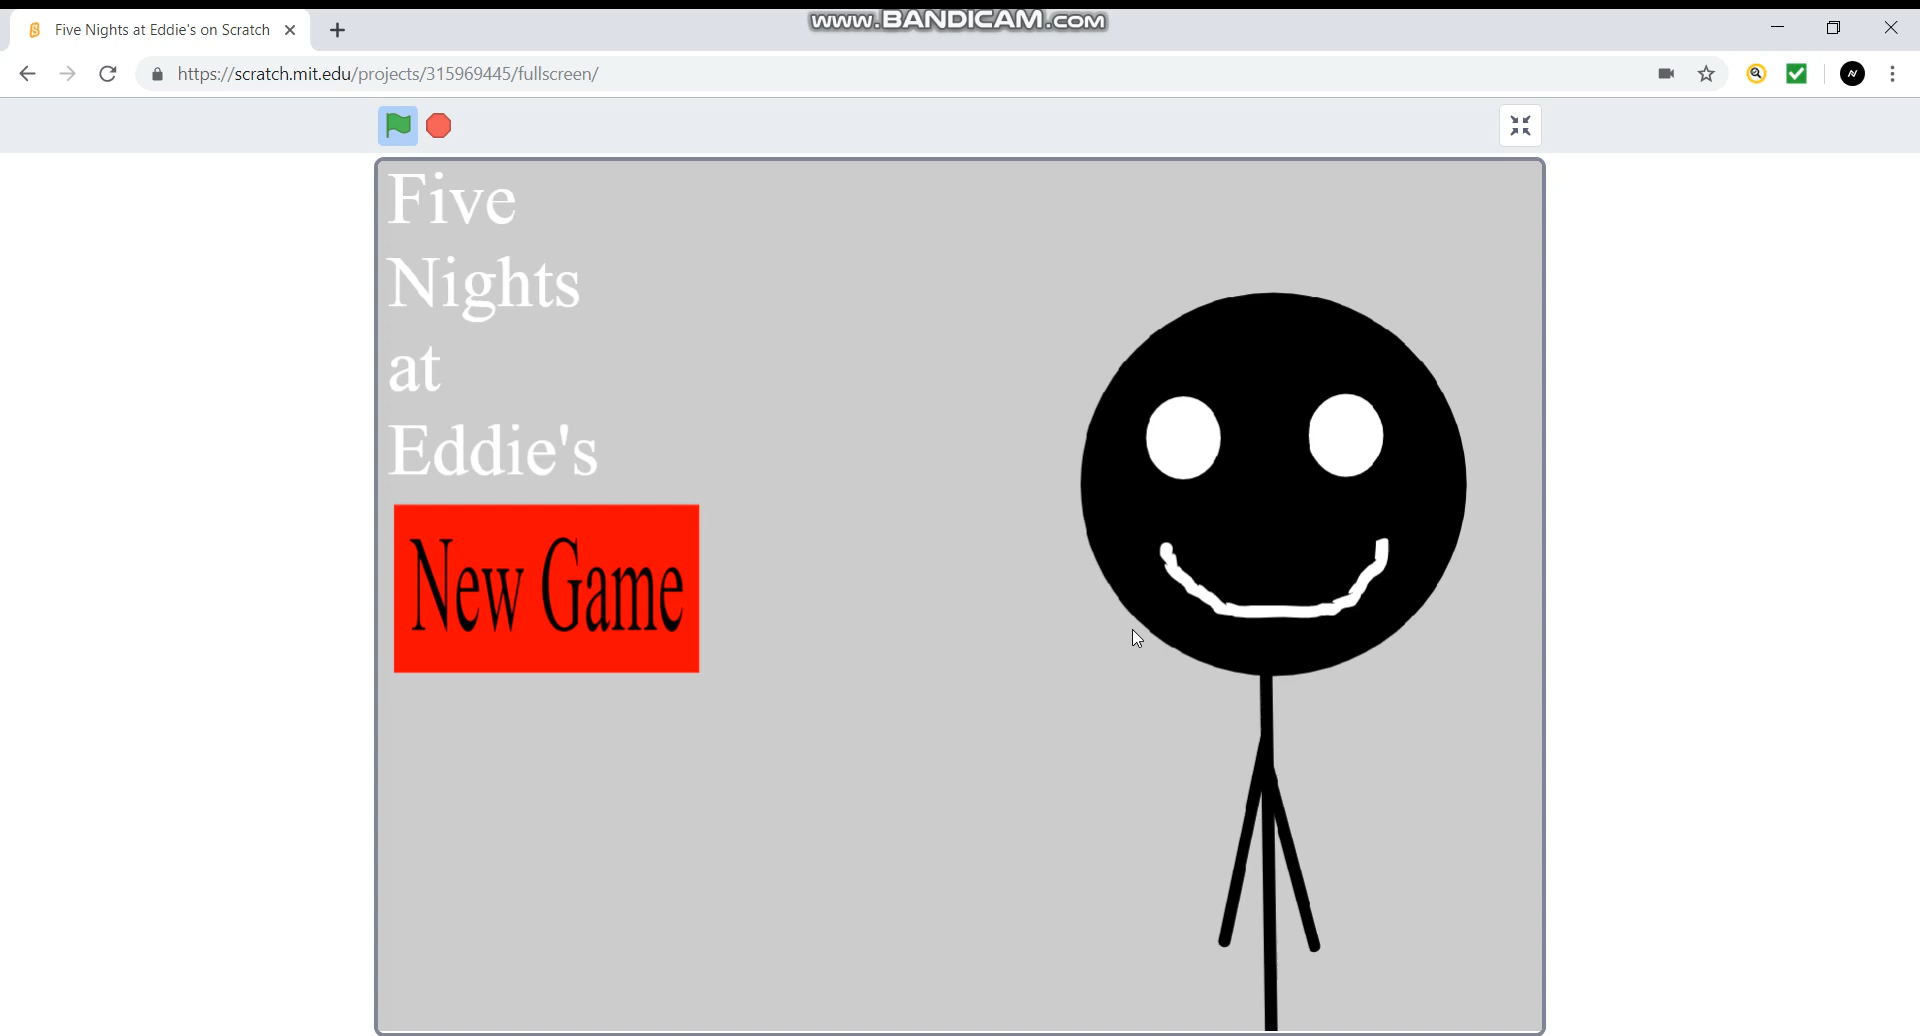 www.BANDICAM.com
Five Nights at Eddie's on Scratch
https://scratch.mit.edu/projects/315969445/fullscreen/
Five
Nights
at
Eddie's
New Game